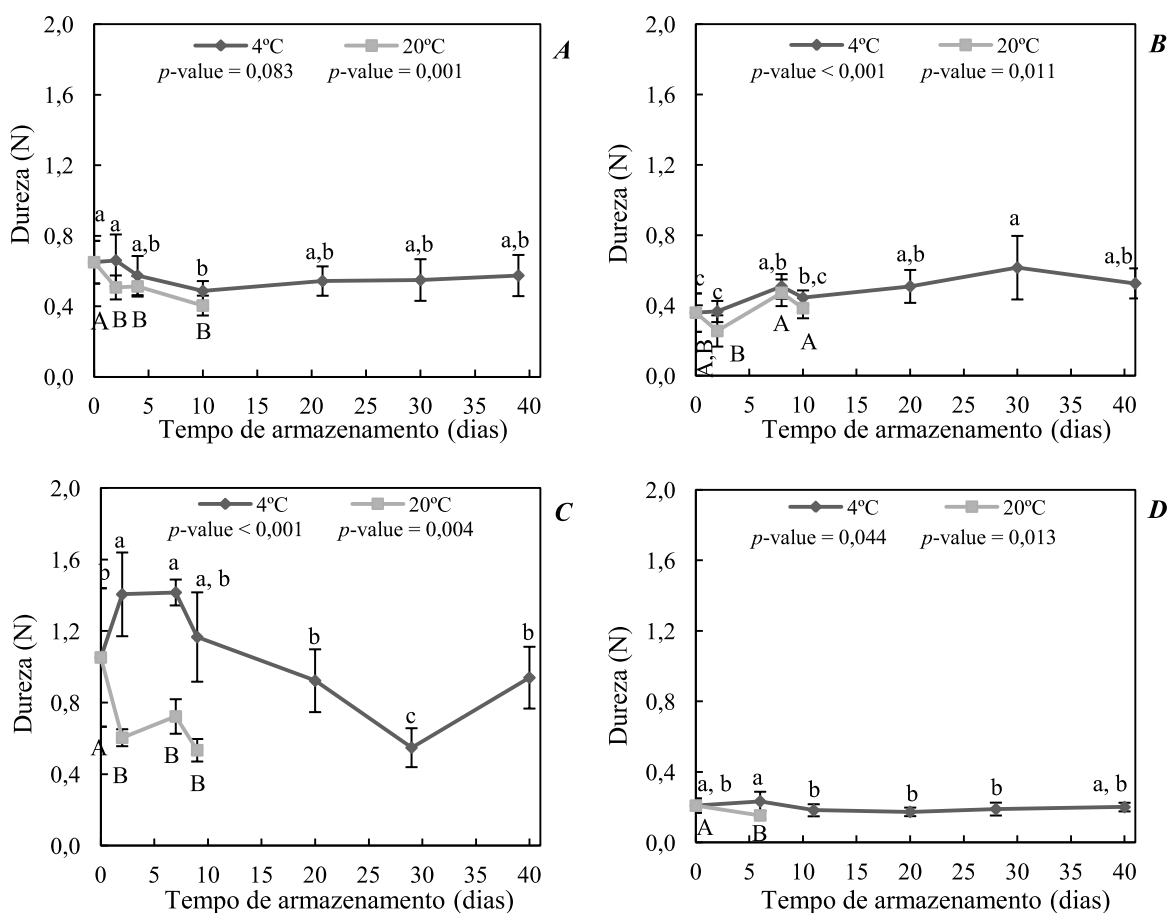 A
4ºC 20ºC
p-value = 0,083 p-value = 0,001
Dureza (N)
2,0
1,6
1,2
0,8
0,4
0,0
a a a,b b a,b a,b a,b
A B B B
0 5 10 15 20 25 30 35 40
Tempo de armazenamento (dias)
B
4ºC 20ºC
p-value < 0,001 p-value = 0,011
Dureza (N)
2,0
1,6
1,2
0,8
0,4
0,0
c c a,b b,c a,b a a,b
A,B B A A
0 5 10 15 20 25 30 35 40
Tempo de armazenamento (dias)
C
4ºC 20ºC
p-value < 0,001 p-value = 0,004
Dureza (N)
2,0
1,6
1,2
0,8
0,4
0,0
b a a a, b b c b
A B B B
0 5 10 15 20 25 30 35 40
Tempo de armazenamento (dias)
D
4ºC 20ºC
p-value = 0,044 p-value = 0,013
Dureza (N)
2,0
1,6
1,2
0,8
0,4
0,0
a, b a b b b a, b
A B
0 5 10 15 20 25 30 35 40
Tempo de armazenamento (dias)